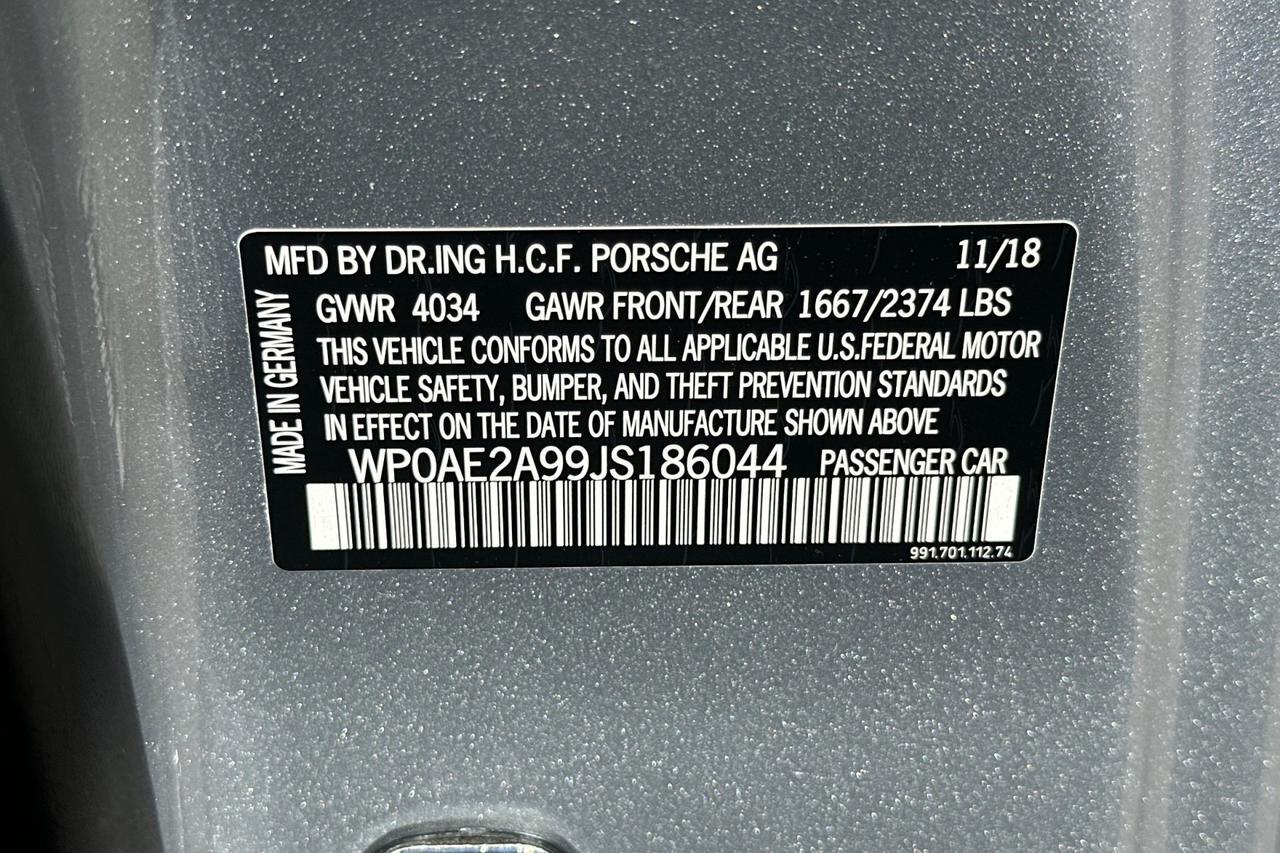 MFD BY DR.ING H.C.F. PORSCHE AG 11/18
GVWR 4034 GAWR FRONT/REAR 1667/2374 LBS
MADE IN GERMANY
THIS VEHICLE CONFORMS TO ALL APPLICABLE U.S.FEDERAL MOTOR
VEHICLE SAFETY, BUMPER, AND THEFT PREVENTION STANDARDS
IN EFFECT ON THE DATE OF MANUFACTURE SHOWN ABOVE
WP0AE2A99JS186044 PASSENGER CAR
991.701.112.74